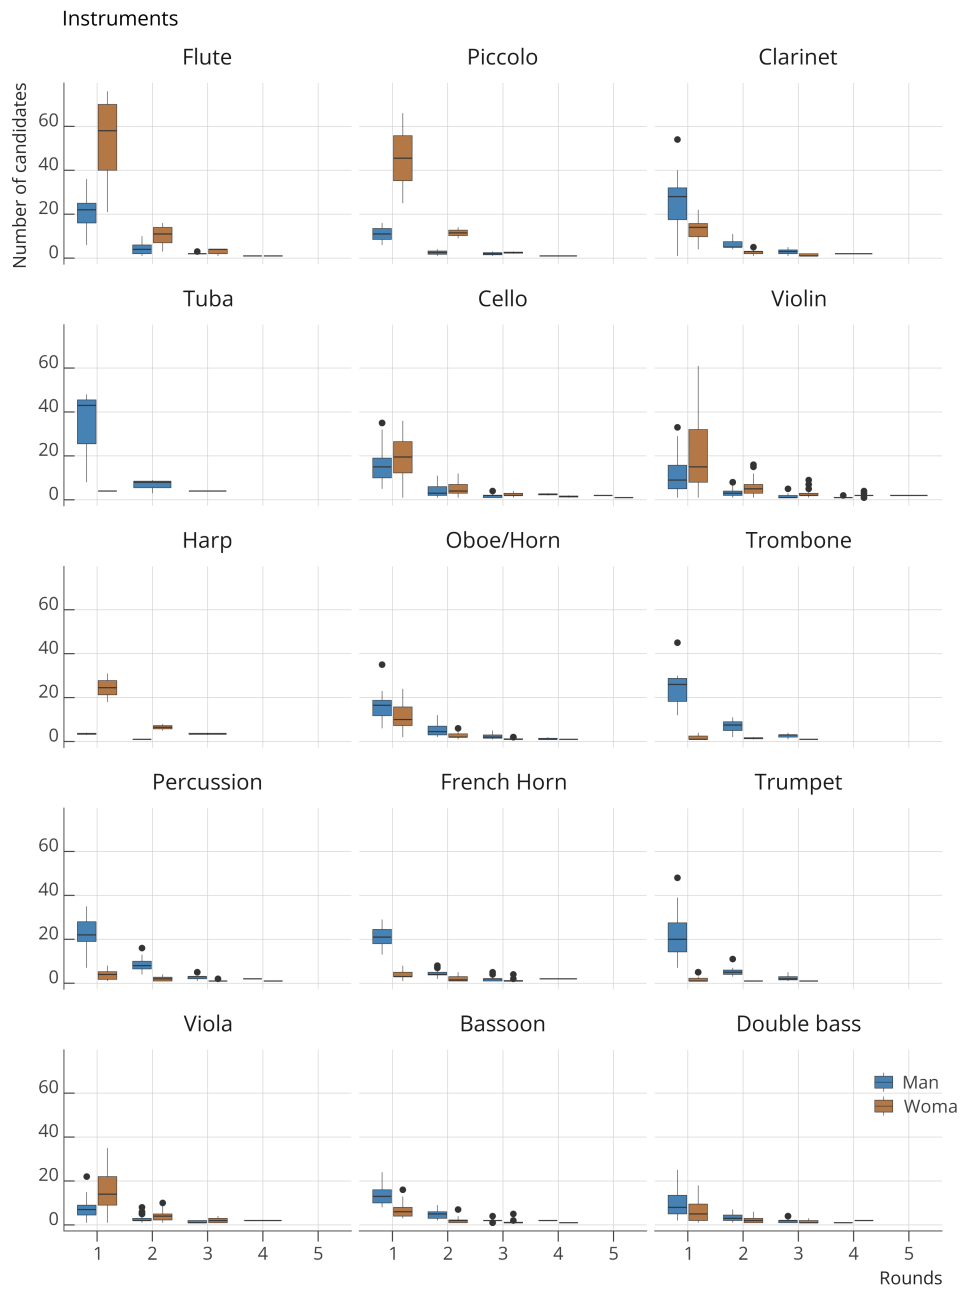 Instruments
Flute Piccolo Clarinet
Number of candidates
60
40
20
0
Tuba Cello Violin
60
40
20
0
Harp Oboe/Horn Trombone
60
40
20
0
Percussion French Horn Trumpet
60
40
20
0
Viola Bassoon Double bass
60
40
20
0
Man
Woma
1 2 3 4 5 1 2 3 4 5 1 2 3 4 5
Rounds